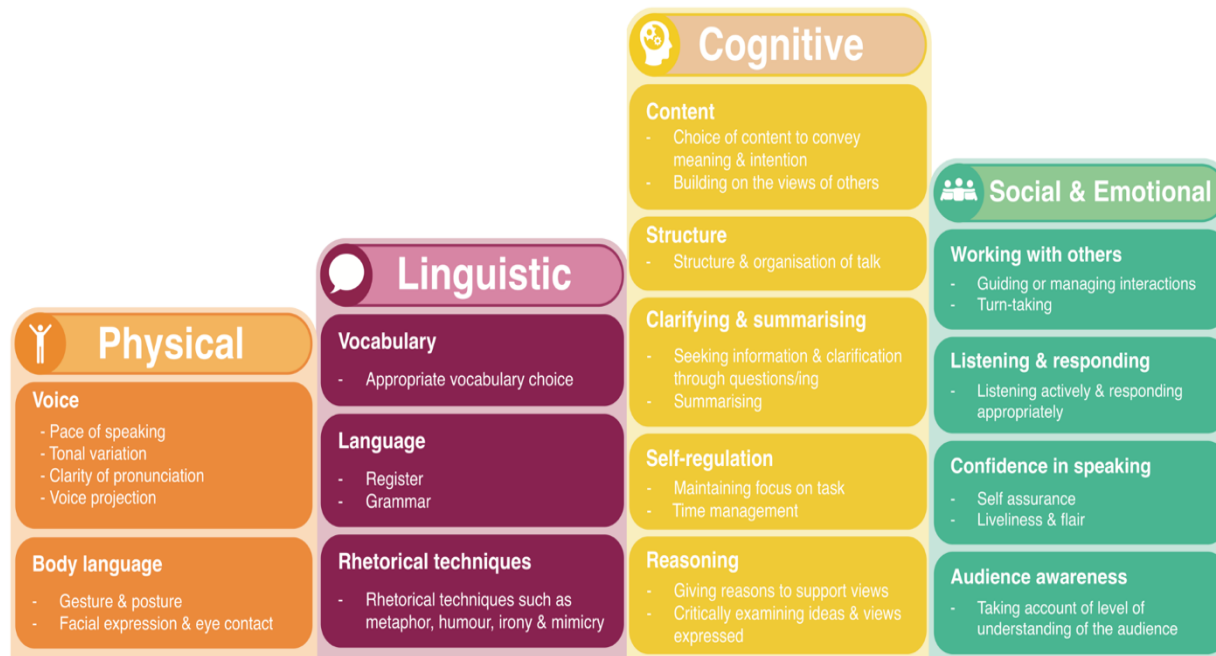 Physical
Voice
- Pace of speaking
- Tonal variation
- Clarity of pronunciation
- Voice projection
Body language
- Gesture & posture
- Facial expression & eye contact
Linguistic
Vocabulary
- Appropriate vocabulary choice
Language
- Register
- Grammar
Rhetorical techniques
- Rhetorical techniques such as
metaphor, humour, irony & mimicry
Cognitive
Content
- Choice of content to convey
meaning & intention
- Building on the views of others
Structure
- Structure & organisation of talk
Clarifying & summarising
- Seeking information & clarification
through questions/ing
- Summarising
Self-regulation
- Maintaining focus on task
- Time management
Reasoning
- Giving reasons to support views
- Critically examining ideas & views
expressed
Social & Emotional
Working with others
- Guiding or managing interactions
- Turn-taking
Listening & responding
- Listening actively & responding
appropriately
Confidence in speaking
- Self assurance
- Liveliness & flair
Audience awareness
- Taking account of level of
understanding of the audience